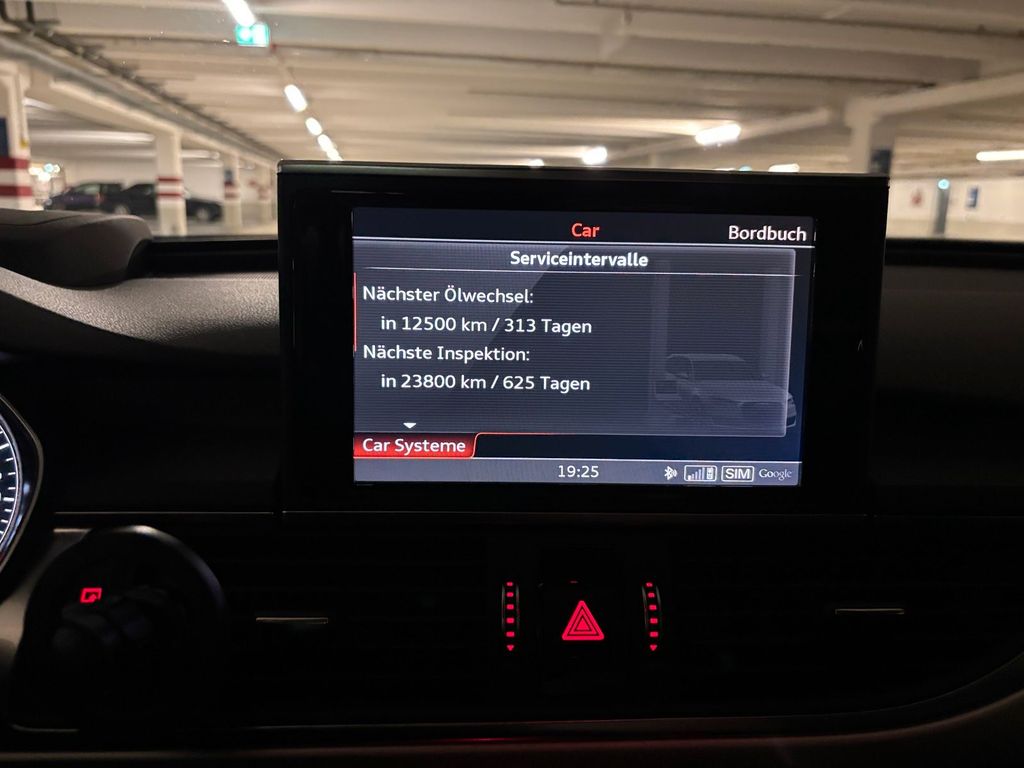 Car
Bordbuch
Serviceintervalle
Nächster Ölwechsel:
in 12500 km / 313 Tagen
Nächste Inspektion:
in 23800 km / 625 Tagen
Car Systeme
19:25
SIM
Google